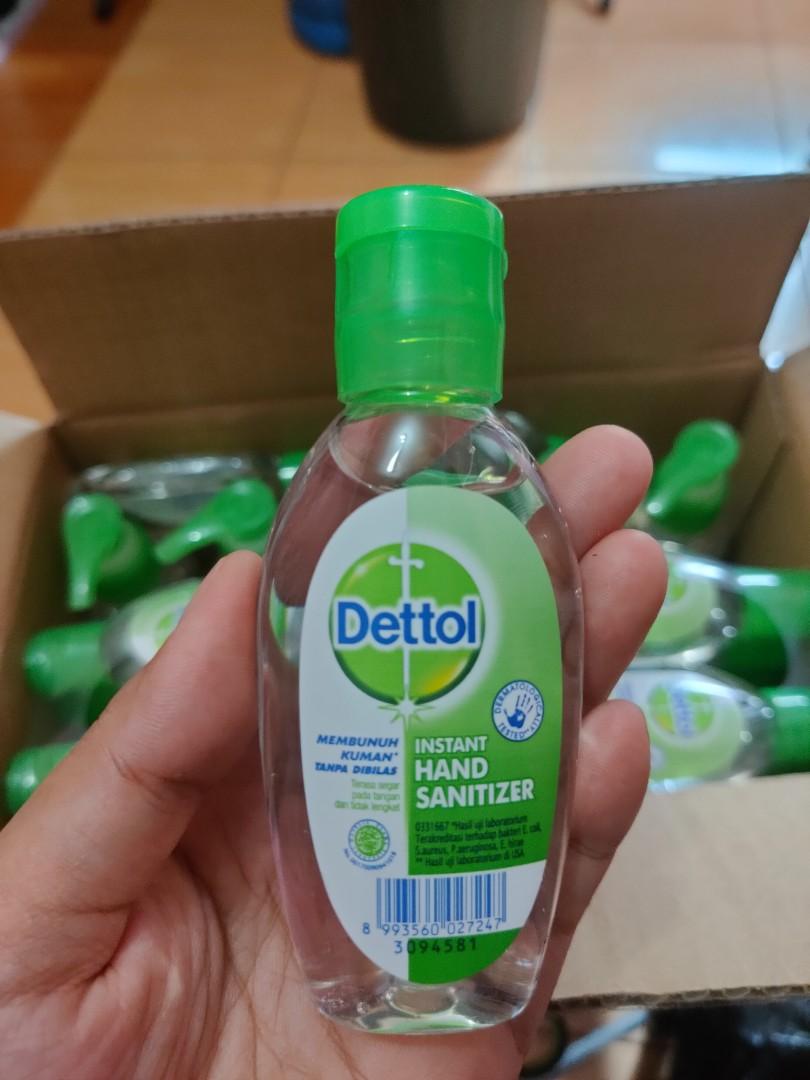 Dettol
DERMATOLOGICALLY
TESTED**
MEMBUNUH
KUMAN*
TANPA DIBILAS
Terasa segar
pada tangan
dan tidak lengket
INSTANT
HAND
SANITIZER
0331667 *Hasil uji laboratorium
Terakreditasi terhadap bakteri E. coli,
S.aureus, P.aeruginosa, E. hirae
** Hasil uji laboratorium di USA
8 993560 027247
3094581